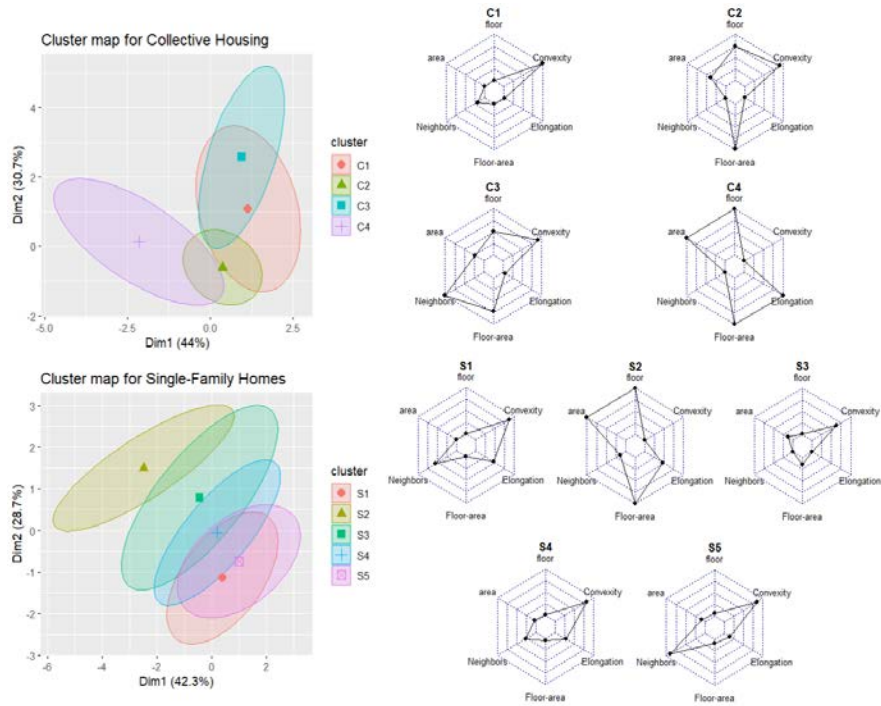 Cluster map for Collective Housing
4
2
0
-2
-5.0
-2.5
0.0
2.5
Dim2 (30.7%)
Dim1 (44%)
cluster
C1
C2
C3
C4
C1
floor
area
Convexity
Neighbors
Elongation
Floor-area
C2
floor
area
Convexity
Neighbors
Elongation
Floor-area
C3
floor
area
Convexity
Neighbors
Elongation
Floor-area
C4
floor
area
Convexity
Neighbors
Elongation
Floor-area
Cluster map for Single-Family Homes
3
2
1
0
-1
-2
-3
-6
-4
-2
0
2
Dim2 (28.7%)
Dim1 (42.3%)
cluster
S1
S2
S3
S4
S5
S1
floor
area
Convexity
Neighbors
Elongation
Floor-area
S2
floor
area
Convexity
Neighbors
Elongation
Floor-area
S3
floor
area
Convexity
Neighbors
Elongation
Floor-area
S4
floor
area
Convexity
Neighbors
Elongation
Floor-area
S5
floor
area
Convexity
Neighbors
Elongation
Floor-area